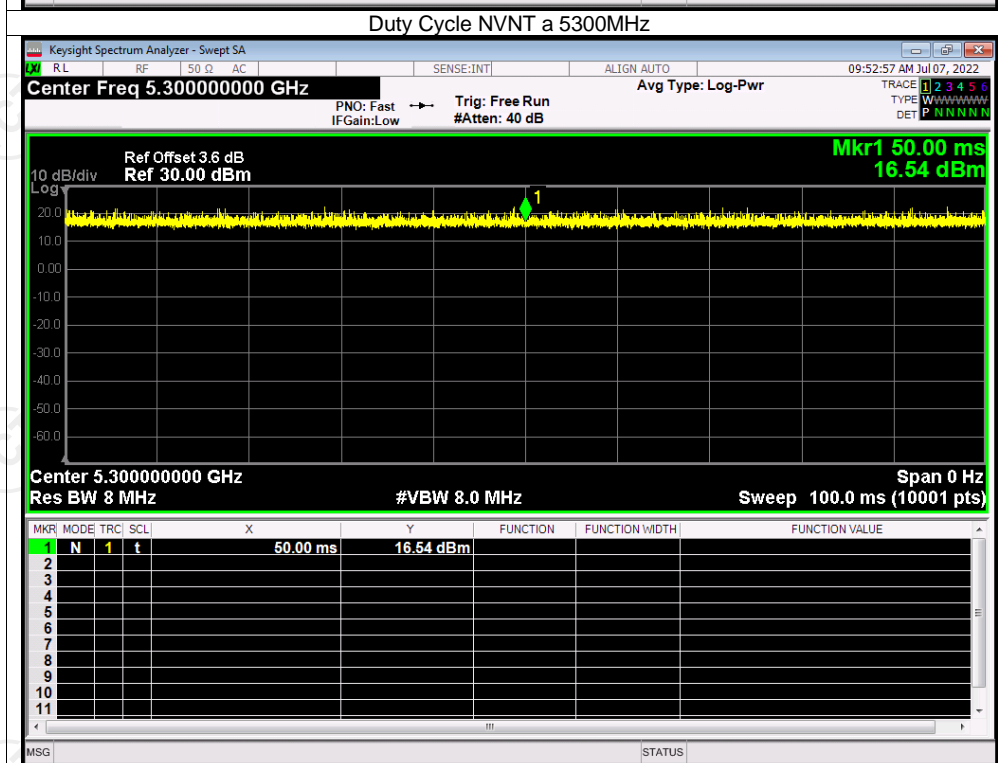 Duty Cycle NVNT a 5300MHz
Keysight Spectrum Analyzer - Swept SA
LXI RL RF 50 Ω AC SENSE:INT ALIGN AUTO 09:52:57 AM Jul 07, 2022
Center Freq 5.300000000 GHz Avg Type: Log-Pwr TRACE 1 2 3 4 5 6
PNO: Fast Trig: Free Run TYPE WWWWWW
IFGain:Low #Atten: 40 dB DET P N N N N N
Mkr1 50.00 ms
Ref Offset 3.6 dB
10 dB/div Ref 30.00 dBm 16.54 dBm
Log
1
20.0
10.0
0.00
-10.0
-20.0
-30.0
-40.0
-50.0
-60.0
Center 5.300000000 GHz Span 0 Hz
Res BW 8 MHz #VBW 8.0 MHz Sweep 100.0 ms (10001 pts)
MKR MODE TRC SCL X Y FUNCTION FUNCTION WIDTH FUNCTION VALUE
1 N 1 t 50.00 ms 16.54 dBm
2
3
4
5
6
7
8
9
10
11
MSG STATUS